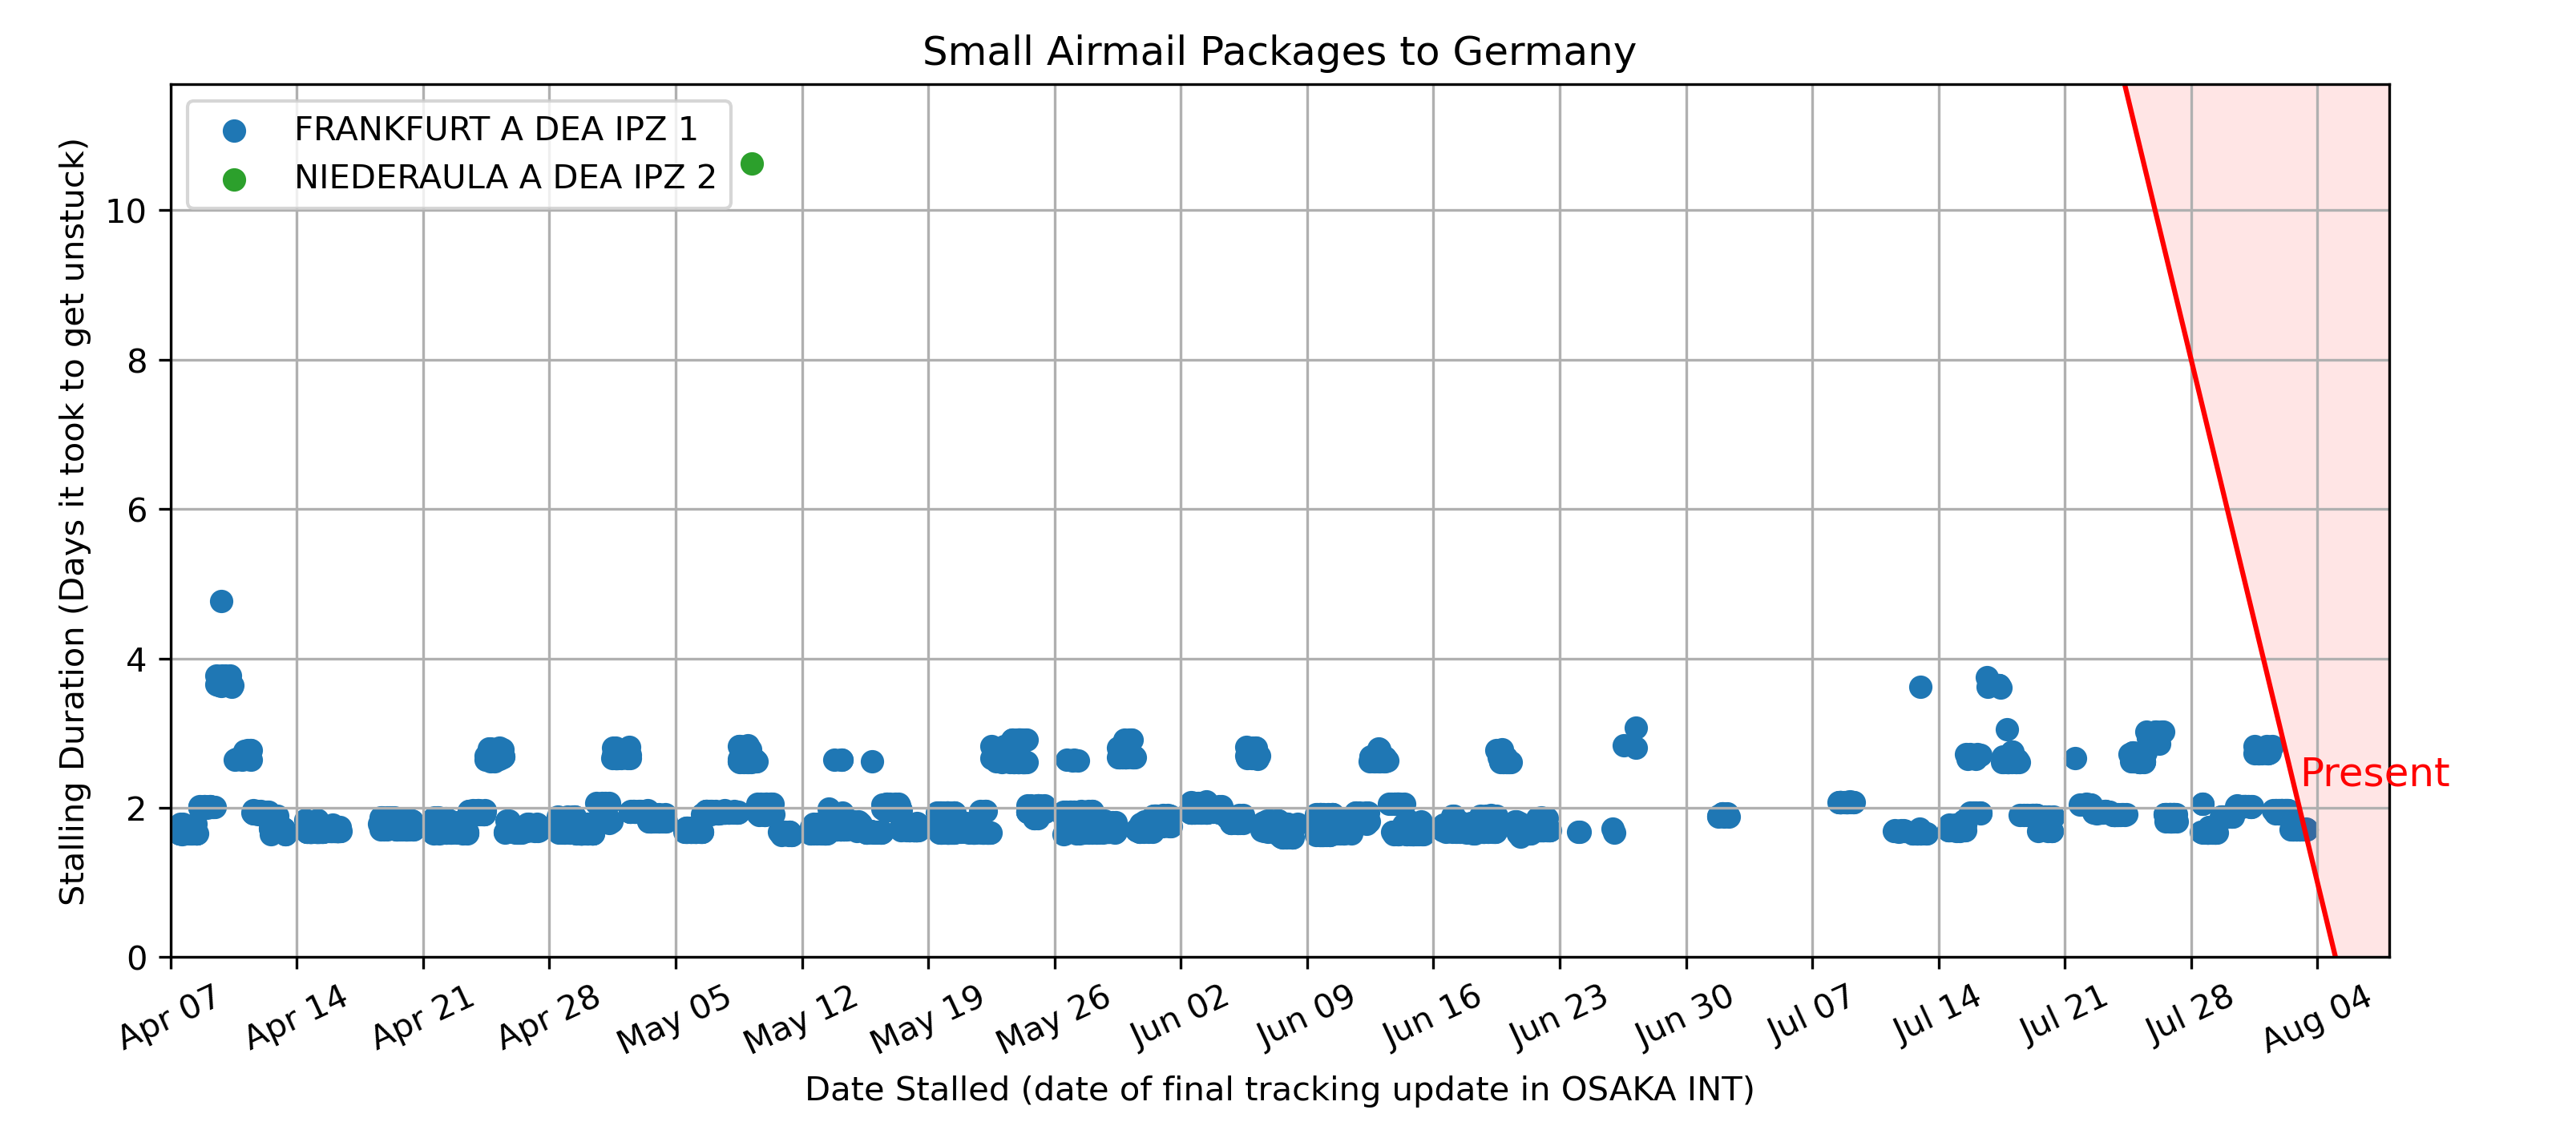 Small Airmail Packages to Germany
FRANKFURT A DEA IPZ 1
NIEDERAULA A DEA IPZ 2
Stalling Duration (Days it took to get unstuck)
10
8
6
4
2
0
Present
Apr 07
Apr 14
Apr 21
Apr 28
May 05
May 12
May 19
May 26
Jun 02
Jun 09
Jun 16
Jun 23
Jun 30
Jul 07
Jul 14
Jul 21
Jul 28
Aug 04
Date Stalled (date of final tracking update in OSAKA INT)